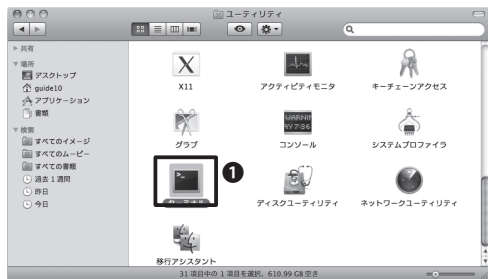 ユーティリティ
共有
場所
デスクトップ
guide10
アプリケーション
書類
検索
すべてのイメージ
すべてのムービー
すべての書類
過去 1 週間
昨日
今日
X11
アクティビティモニタ
キーチェーンアクセス
グラブ
コンソール
システムプロファイラ
ターミナル
1
ディスクユーティリティ
ネットワークユーティリティ
移行アシスタント
31 項目中の 1 項目を選択、610.99 GB 空き